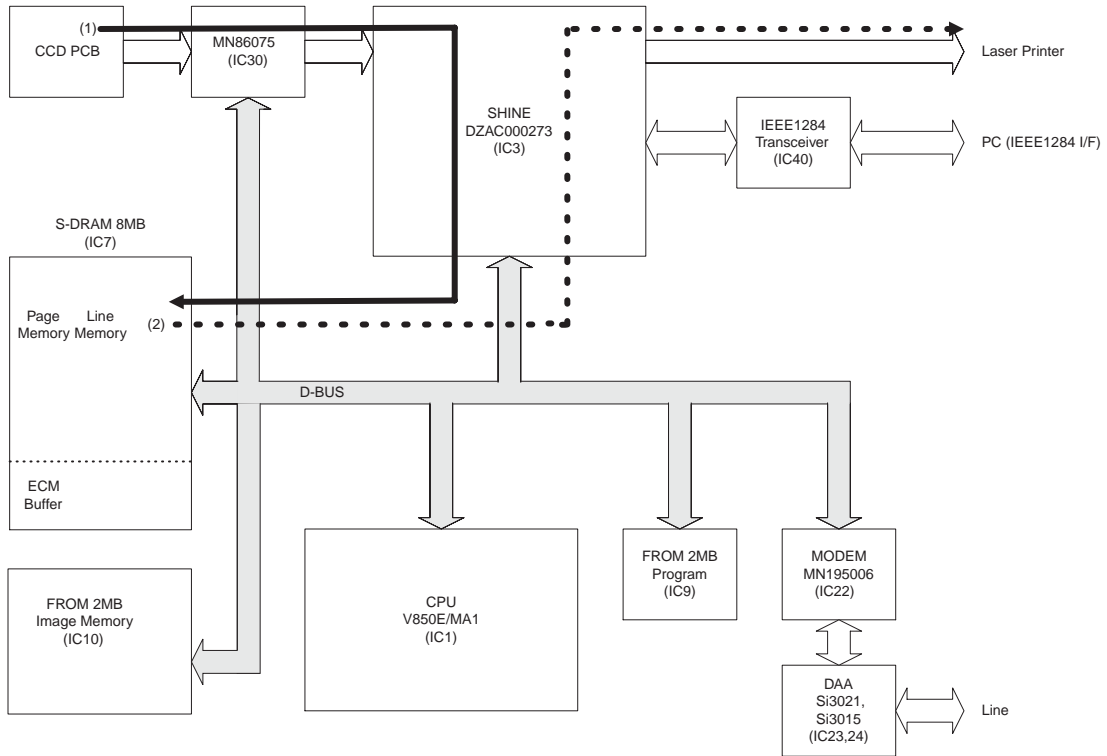 (1)
CCD PCB
MN86075
(IC30)
SHINE
DZAC000273
(IC3)
Laser Printer
IEEE1284
Transceiver
(IC40)
PC (IEEE1284 I/F)
S-DRAM 8MB
(IC7)
Page Line
Memory Memory
(2)
D-BUS
ECM
Buffer
FROM 2MB
Image Memory
(IC10)
CPU
V850E/MA1
(IC1)
FROM 2MB
Program
(IC9)
MODEM
MN195006
(IC22)
DAA
Si3021,
Si3015
(IC23,24)
Line